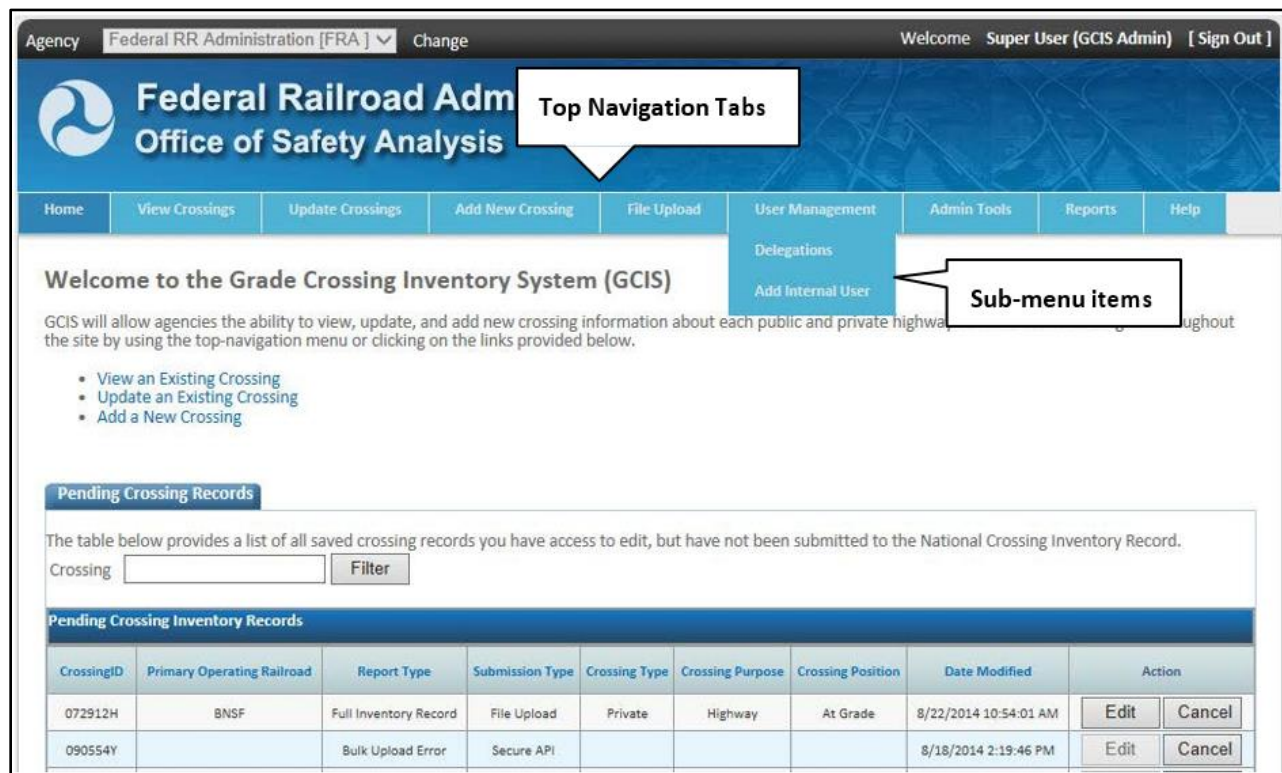 Agency Federal RR Administration [FRA ] Change Welcome Super User (GCIS Admin) [ Sign Out ]
Federal Railroad Adm
Office of Safety Analysis
Top Navigation Tabs
Home View Crossings Update Crossings Add New Crossing File Upload User Management Admin Tools Reports Help
Delegations
Add Internal User
Sub-menu items
Welcome to the Grade Crossing Inventory System (GCIS)
GCIS will allow agencies the ability to view, update, and add new crossing information about each public and private highwa ughout
the site by using the top-navigation menu or clicking on the links provided below.
• View an Existing Crossing
• Update an Existing Crossing
• Add a New Crossing
Pending Crossing Records
The table below provides a list of all saved crossing records you have access to edit, but have not been submitted to the National Crossing Inventory Record.
Crossing Filter
Pending Crossing Inventory Records
CrossingID Primary Operating Railroad Report Type Submission Type Crossing Type Crossing Purpose Crossing Position Date Modified Action
072912H BNSF Full Inventory Record File Upload Private Highway At Grade 8/22/2014 10:54:01 AM Edit Cancel
090554Y Bulk Upload Error Secure API 8/18/2014 2:19:46 PM Edit Cancel